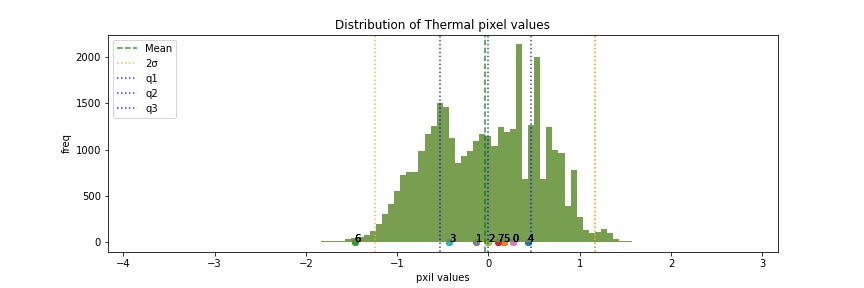 Distribution of Thermal pixel values
Mean
2σ
q1
q2
q3
freq
2000
1500
1000
500
0
6 3 1 2 7 5 0 4
−4 −3 −2 −1 0 1 2 3
pxil values